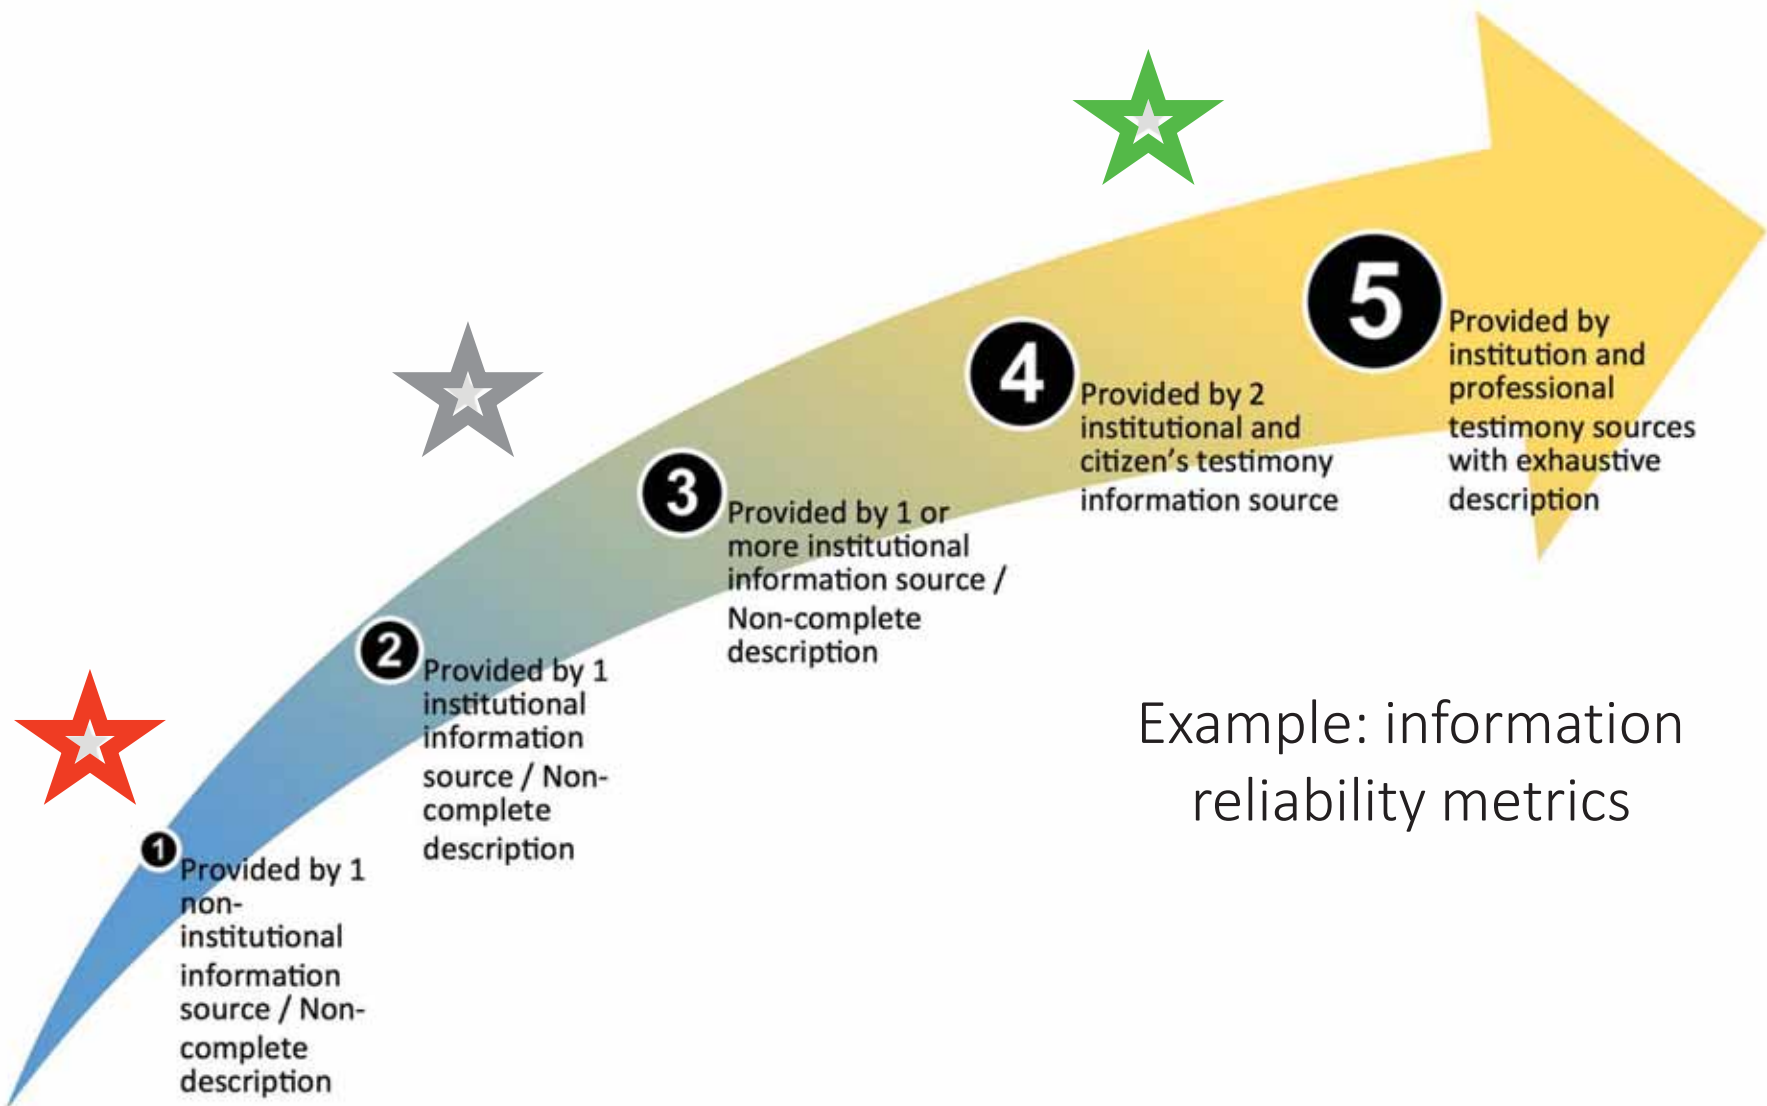 1
Provided by 1
non-
institutional
information
source / Non-
complete
description
2
Provided by 1
institutional
information
source / Non-
complete
description
3
Provided by 1 or
more institutional
information source /
Non-complete
description
4
Provided by 2
institutional and
citizen's testimony
information source
5
Provided by
institution and
professional
testimony sources
with exhaustive
description
Example: information
reliability metrics